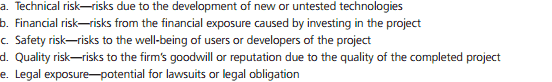 a. Technical risk—risks due to the development of new or untested technologies
b. Financial risk—risks from the financial exposure caused by investing in the project
c. Safety risk—risks to the well-being of users or developers of the project
d. Quality risk—risks to the firm's goodwill or reputation due to the quality of the completed project
e. Legal exposure—potential for lawsuits or legal obligation